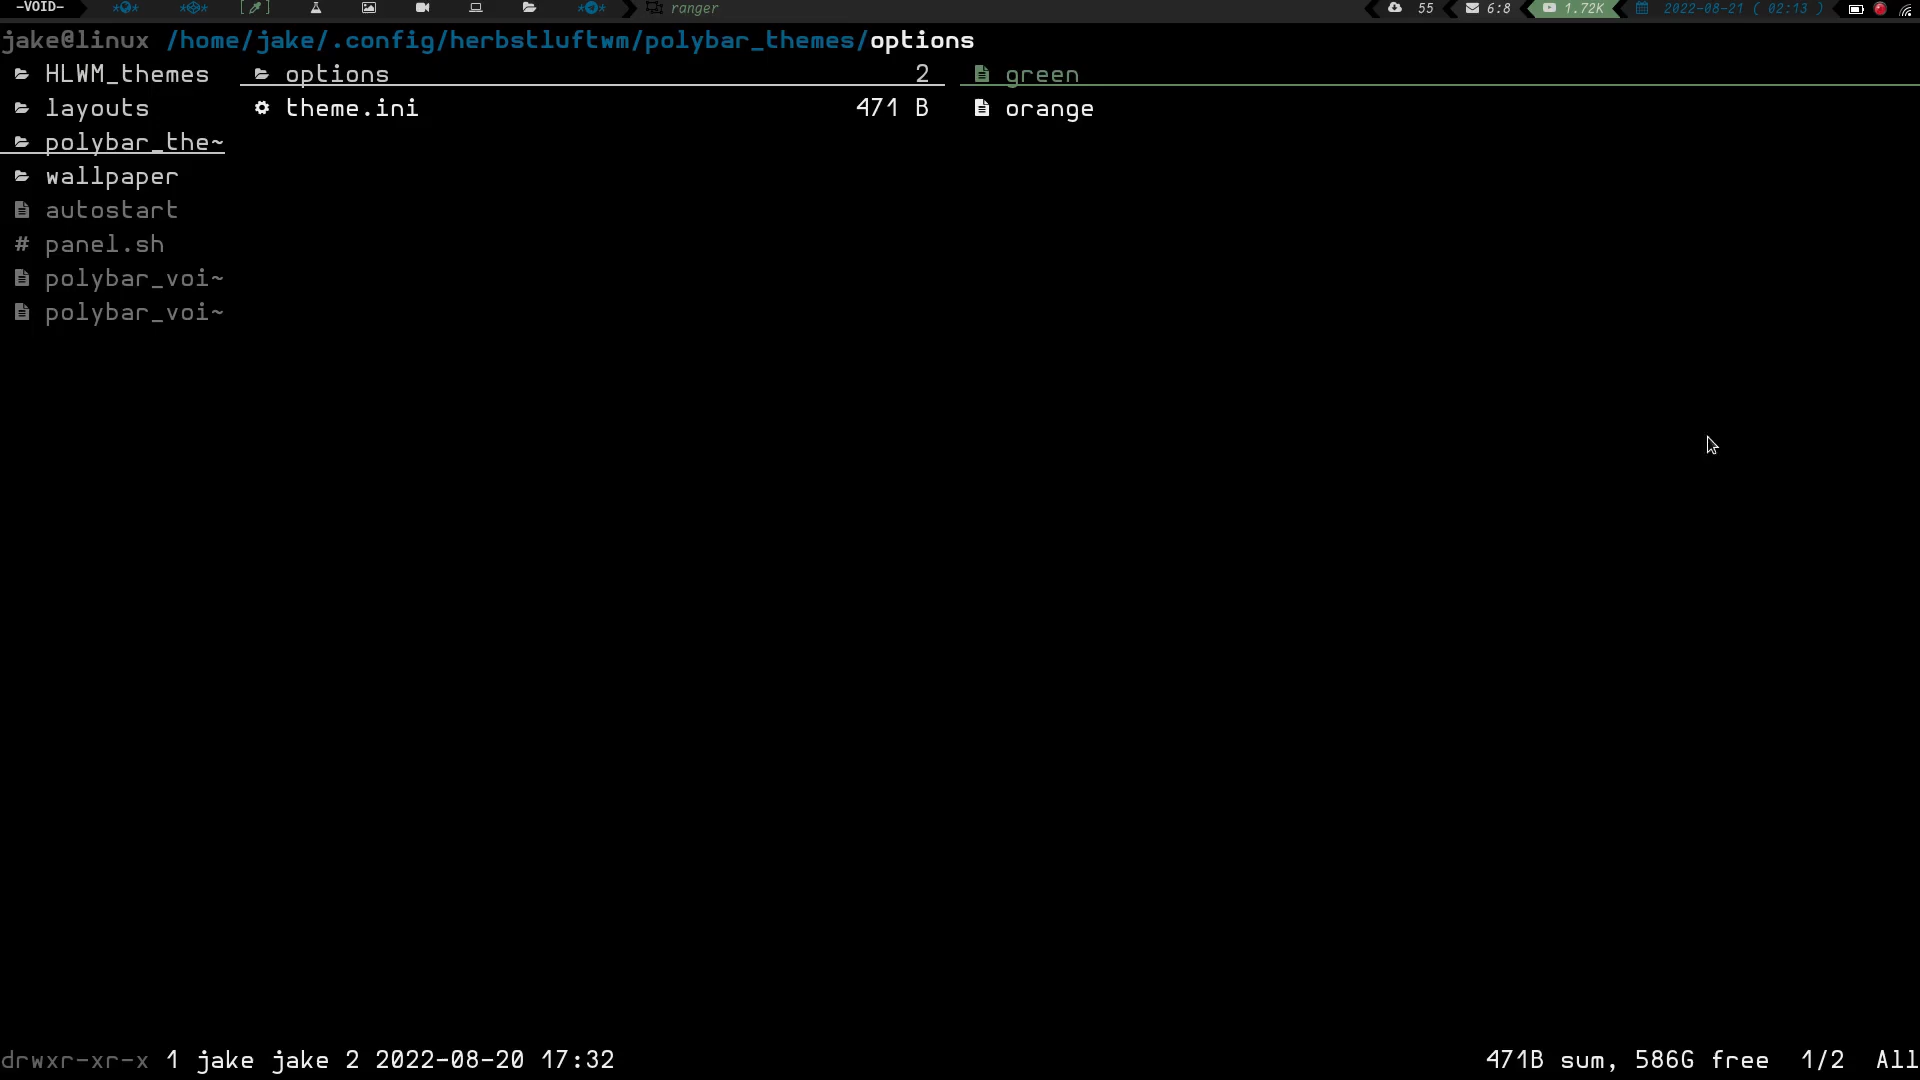 —VOID— * * * * [ ] * * ranger 55 6:8 1.72K 2022-08-21 ( 02:13 )
jake@linux /home/jake/.config/herbstluftwm/polybar_themes/options
HLWM_themes options 2 green
layouts theme.ini 471 B orange
polybar_the~
wallpaper
autostart
# panel.sh
polybar_voi~
polybar_voi~
drwxr-xr-x 1 jake jake 2 2022-08-20 17:32 471B sum, 586G free 1/2 All